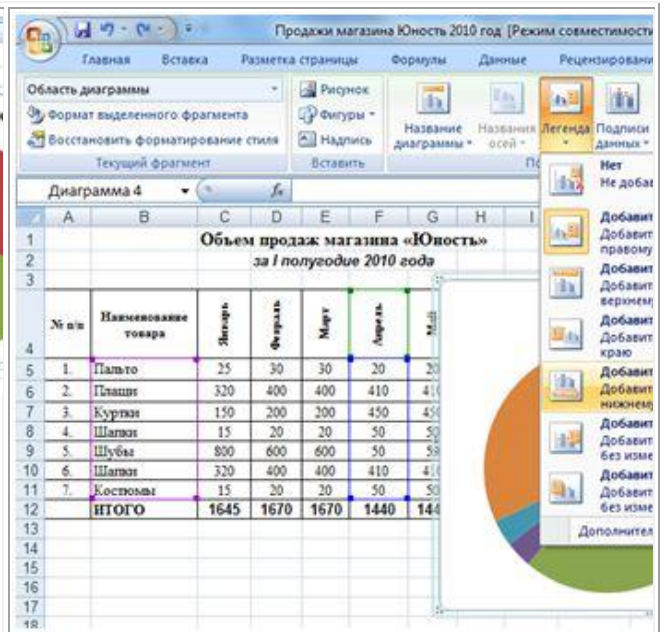 Продажи магазина Юность 2010 год [Режим совместимости
Главная Вставка Разметка страницы Формулы Данные Рецензировани
Область диаграммы
Формат выделенного фрагмента
Восстановить форматирование стиля
Текущий фрагмент
Рисунок
Фигуры
Надпись
Вставить
Название диаграммы
Названия осей
Легенда
Подписи данных
По
Диаграмма 4 fx
A B C D E F G H I
1 Объем продаж магазина «Юность»
2 за I полугодие 2010 года
3
4 № п/п Наименование товара Январь Февраль Март Апрель
5 1. Пальто 25 30 30 20 20
6 2. Плащи 320 400 400 410 410
7 3. Куртки 150 200 200 450 450
8 4. Шапки 15 20 20 50 50
9 5. Шубы 800 600 600 50
10 6. Шапки 320 400 400 410 410
11 7. Костюмы 15 20 20 50 50
12 ИТОГО 1645 1670 1670 1440 144
13
14
15
16
17
18
Нет
Не добав
Добавит
Добавит
правому
Добавит
Добавит
верхнем
Добавит
Добавит
краю
Добавит
Добавит
нижнему
Добавит
Добавит
без изме
Добавит
Добавит
без изме
Дополнител